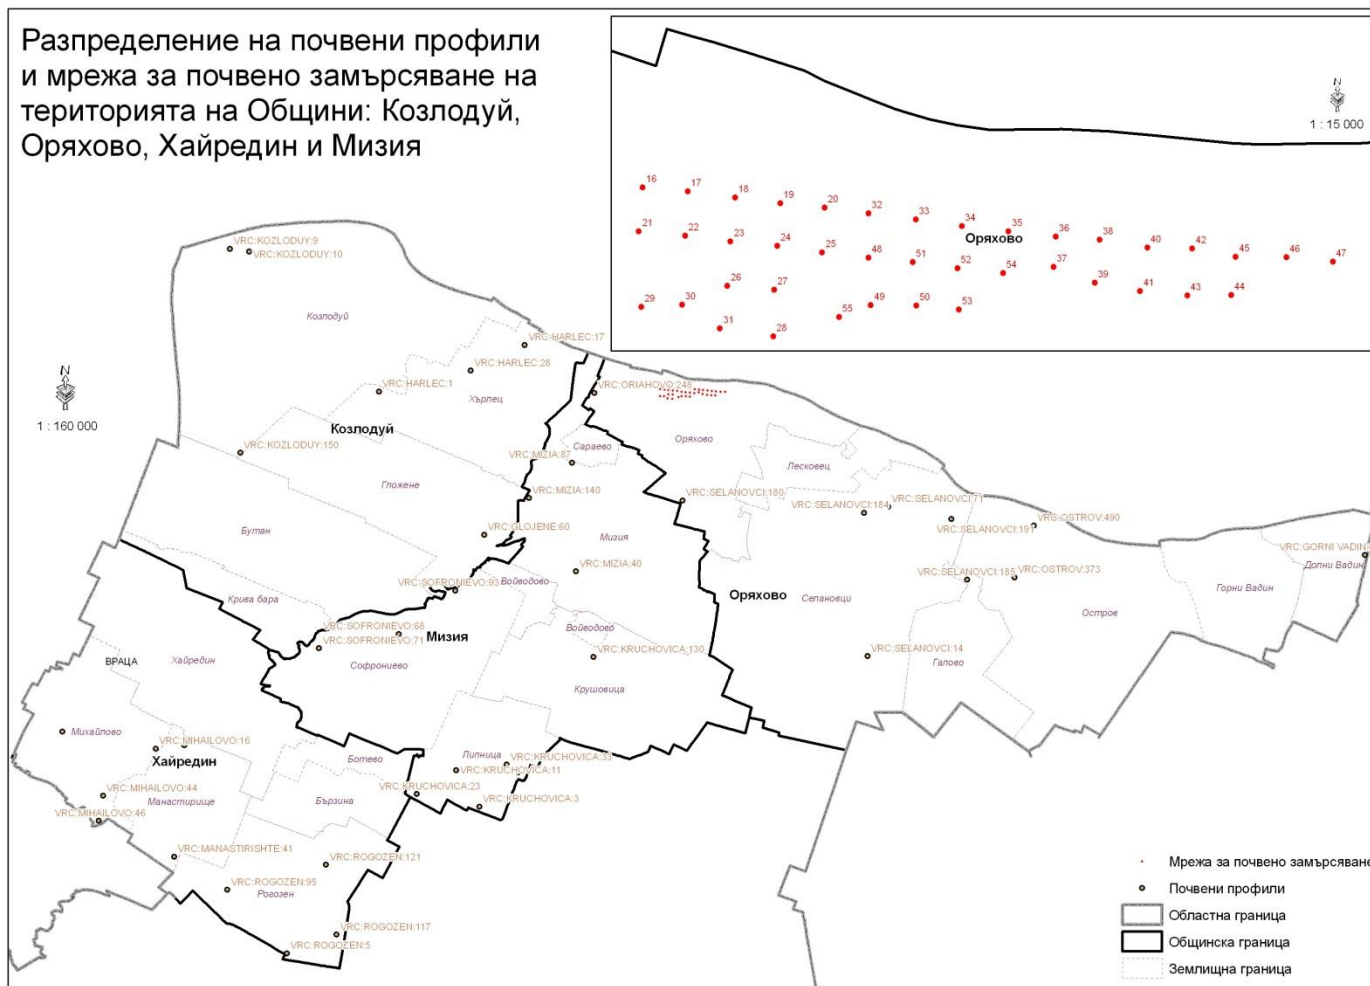 Разпределение на почвени профили
и мрежа за почвено замърсяване на
територията на Общини: Козлодуй,
Оряхово, Хайредин и Мизия
N
1 : 15 000
16
17
18
19
20
32
33
34
35
36
38
40
42
45
46
47
21
22
23
24
25
48
51
52
54
37
39
41
43
44
Оряхово
26
27
29
30
31
28
55
49
50
53
N
1 : 160 000
VRC:KOZLODUY:9
VRC:KOZLODUY:10
Козлодуй
VRC:HARLEC:17
VRC:HARLEC:28
VRC:HARLEC:1
Хърлец
VRC:ORIAHOVO:248
Козлодуй
Оряхово
Сараево
VRC:KOZLODUY:150
VRC:MIZIA:87
Лесковец
Гложене
VRC:MIZIA:140
VRC:SELANOVCI:180
VRC:SELANOVCI:71
VRC:SELANOVCI:184
VRC:SELANOVCI:191
VRC:OSTROV:490
Бутан
VRC:GLOJENE:60
Мизия
VRC:GORNI VADIN
Долни Вадин
VRC:MIZIA:40
VRC:SOFRONIEVO:93
Войводово
VRC:SELANOVCI:185
VRC:OSTROV:373
Горни Вадин
Крива бара
Оряхово
Селановци
Остров
VRC:SOFRONIEVO:68
VRC:SOFRONIEVO:71
Мизия
Войводово
VRC:KRUCHOVICA:130
VRC:SELANOVCI:14
Галово
ВРАЦА
Хайредин
Софрониево
Крушовица
Михайлово
VRC:MIHAILOVO:16
Хайредин
Ботево
Липница
VRC:KRUCHOVICA:33
VRC:KRUCHOVICA:11
VRC:KRUCHOVICA:23
VRC:KRUCHOVICA:3
VRC:MIHAILOVO:44
Манастирище
Бързина
VRC:MIHAILOVO:46
VRC:MANASTIRISHTE:41
VRC:ROGOZEN:121
VRC:ROGOZEN:95
Рогозен
VRC:ROGOZEN:117
VRC:ROGOZEN:5
Мрежа за почвено замърсяване
Почвени профили
Областна граница
Общинска граница
Землищна граница